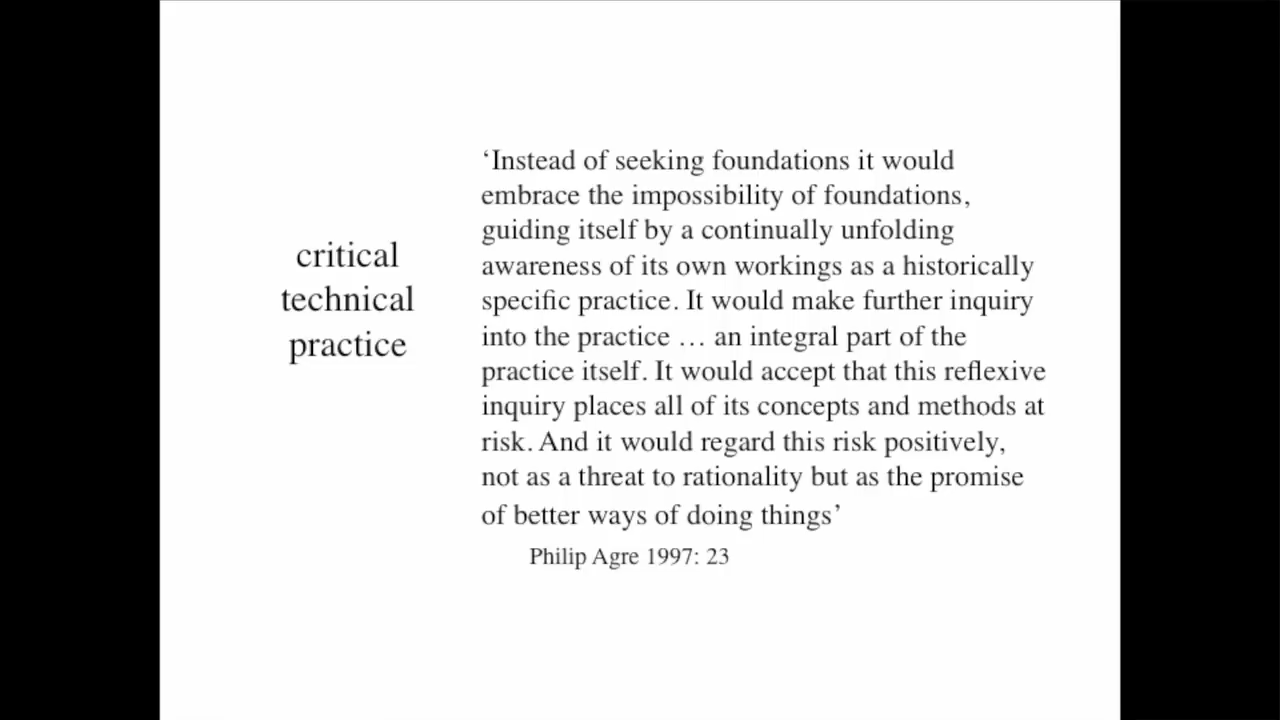 critical
technical
practice
‘Instead of seeking foundations it would
embrace the impossibility of foundations,
guiding itself by a continually unfolding
awareness of its own workings as a historically
specific practice. It would make further inquiry
into the practice … an integral part of the
practice itself. It would accept that this reflexive
inquiry places all of its concepts and methods at
risk. And it would regard this risk positively,
not as a threat to rationality but as the promise
of better ways of doing things’
Philip Agre 1997: 23